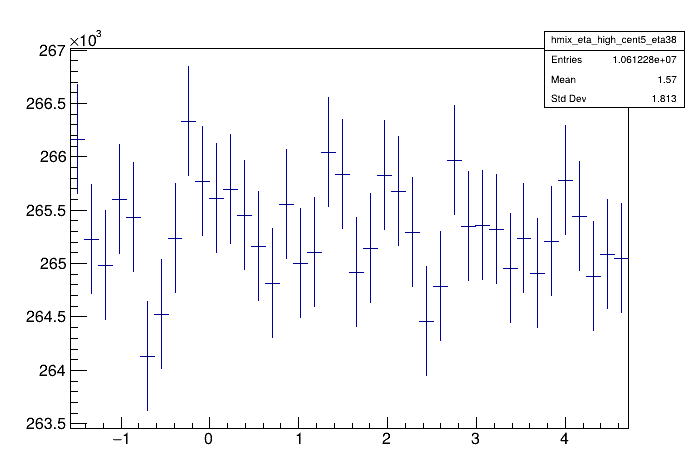 ×10³
hmix_eta_high_cent5_eta38
Entries 1.061228e+07
Mean 1.57
Std Dev 1.813
267
266.5
266
265.5
265
264.5
264
263.5
−1 0 1 2 3 4